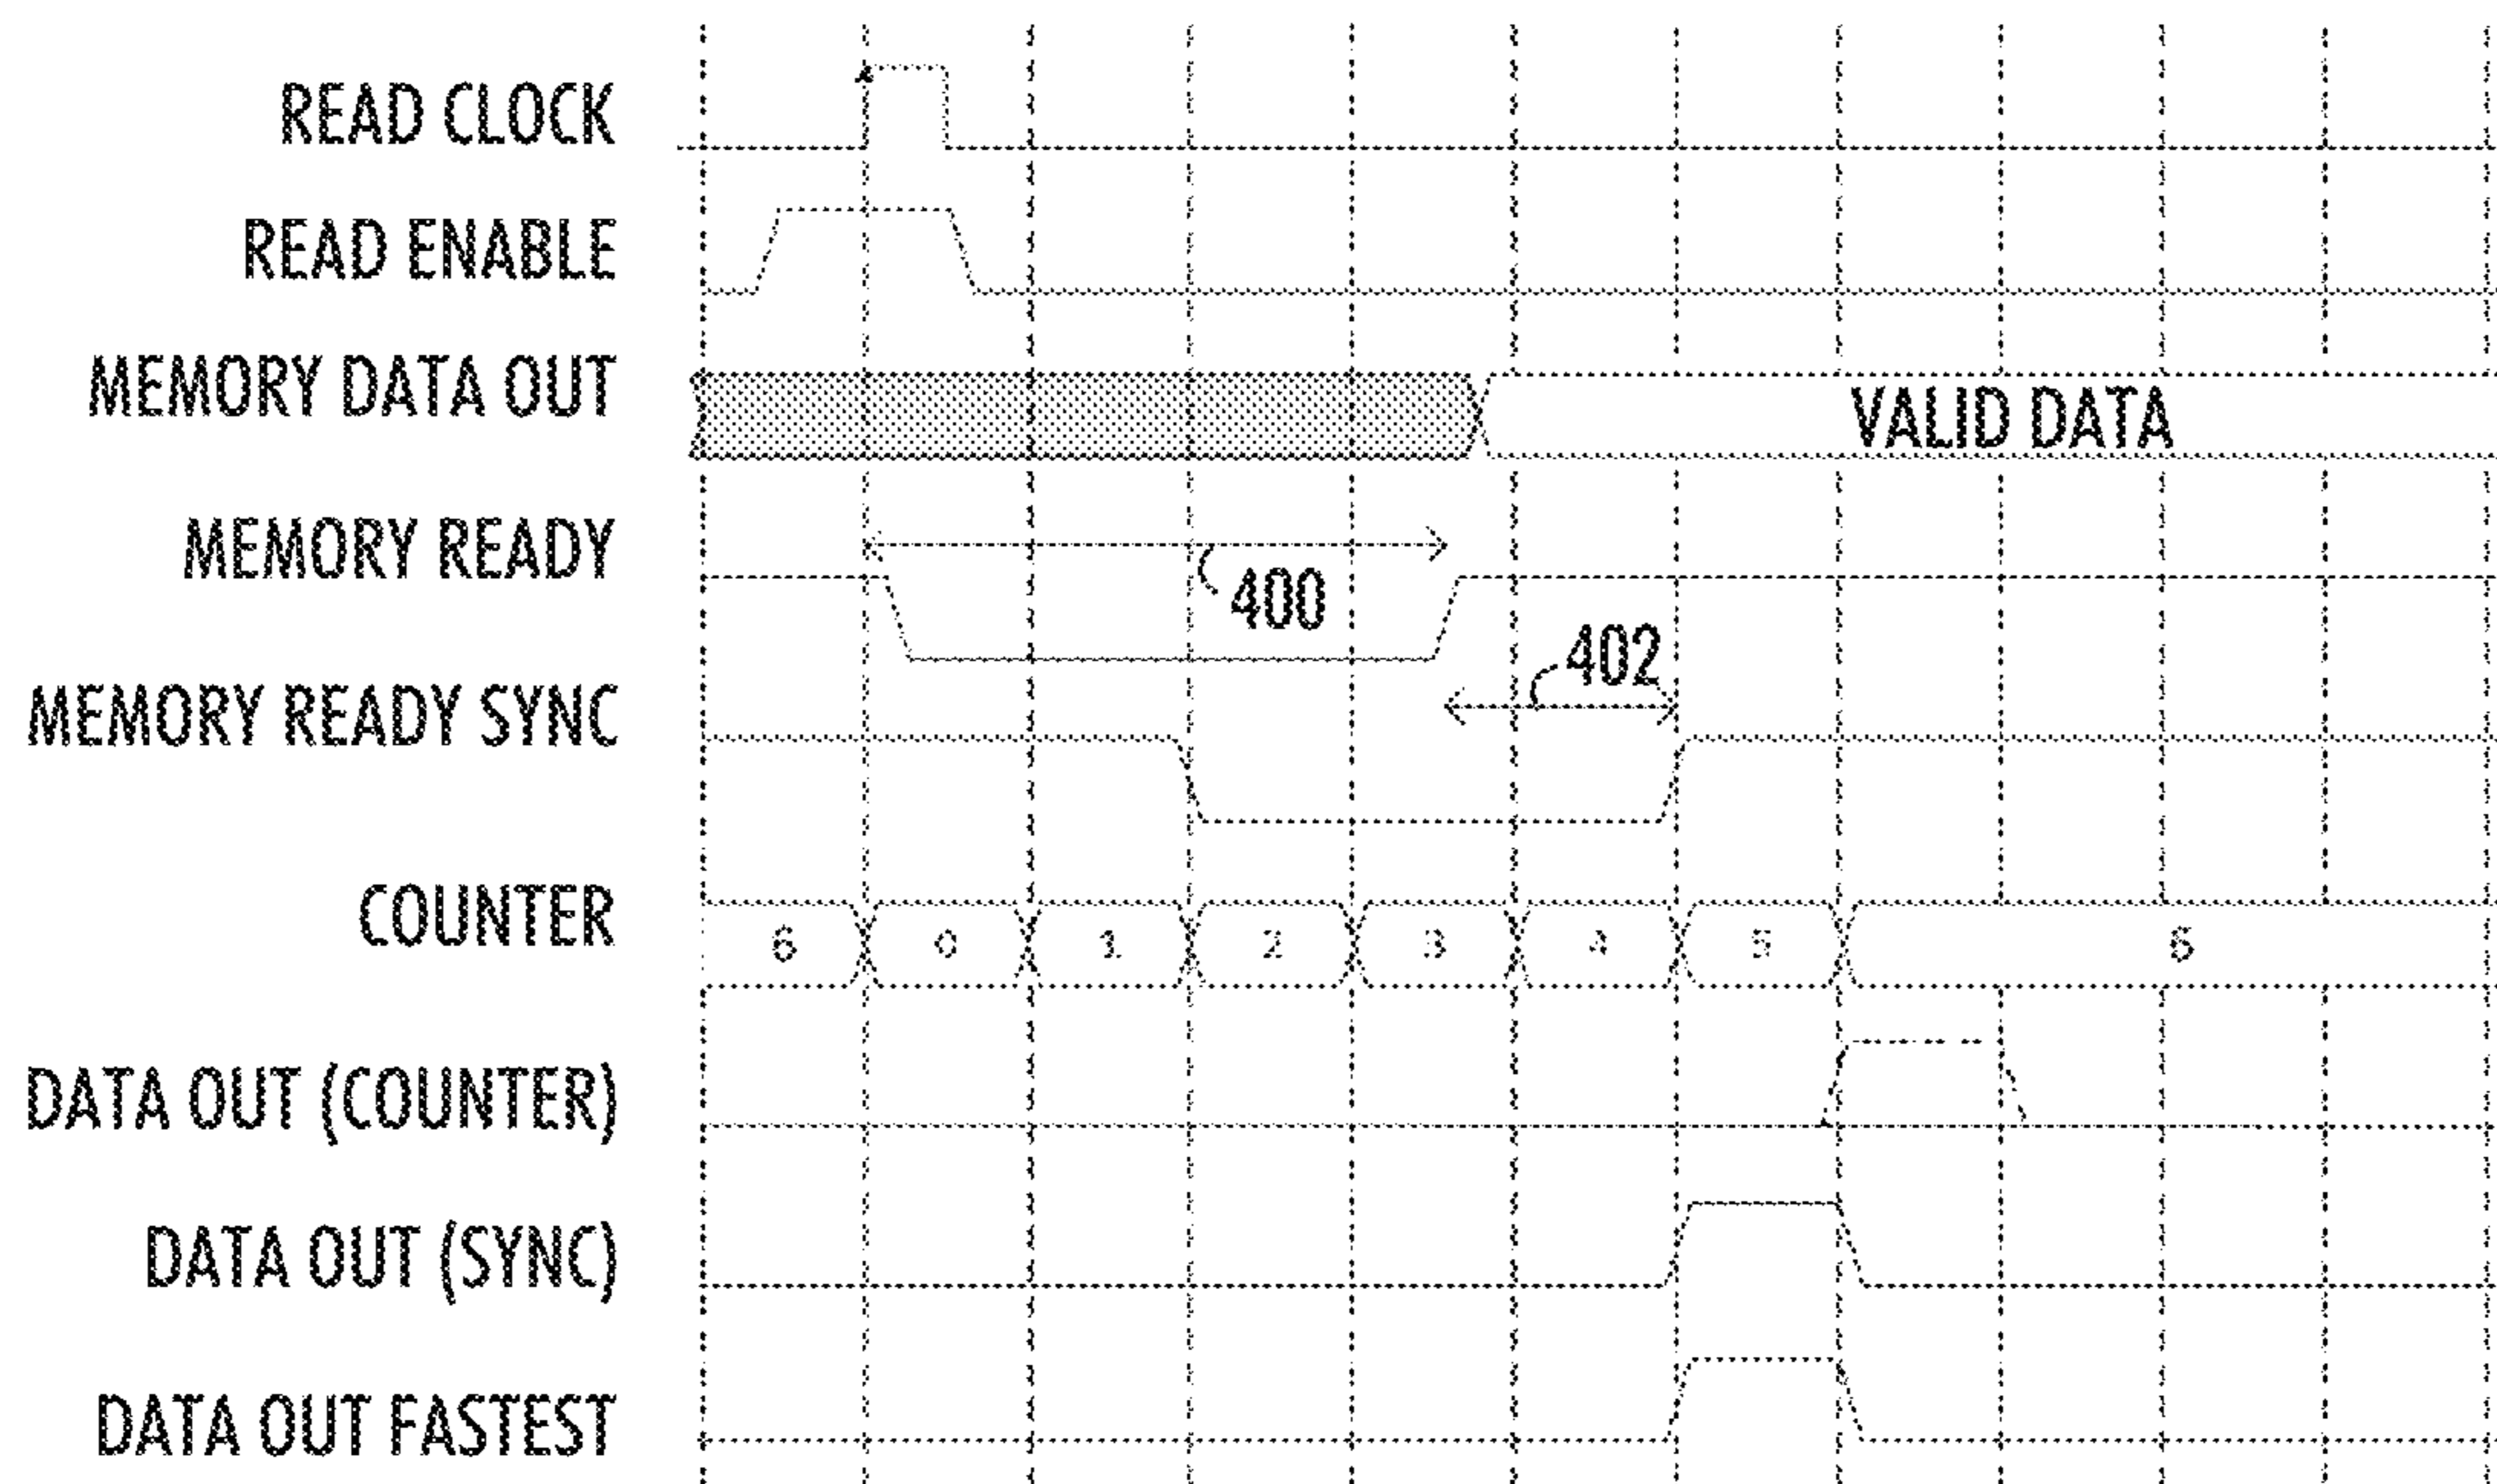 READ CLOCK
READ ENABLE
MEMORY DATA OUT
VALID DATA
MEMORY READY
400
402
MEMORY READY SYNC
COUNTER
6 0 1 2 3 4 5 6
DATA OUT (COUNTER)
DATA OUT (SYNC)
DATA OUT FASTEST